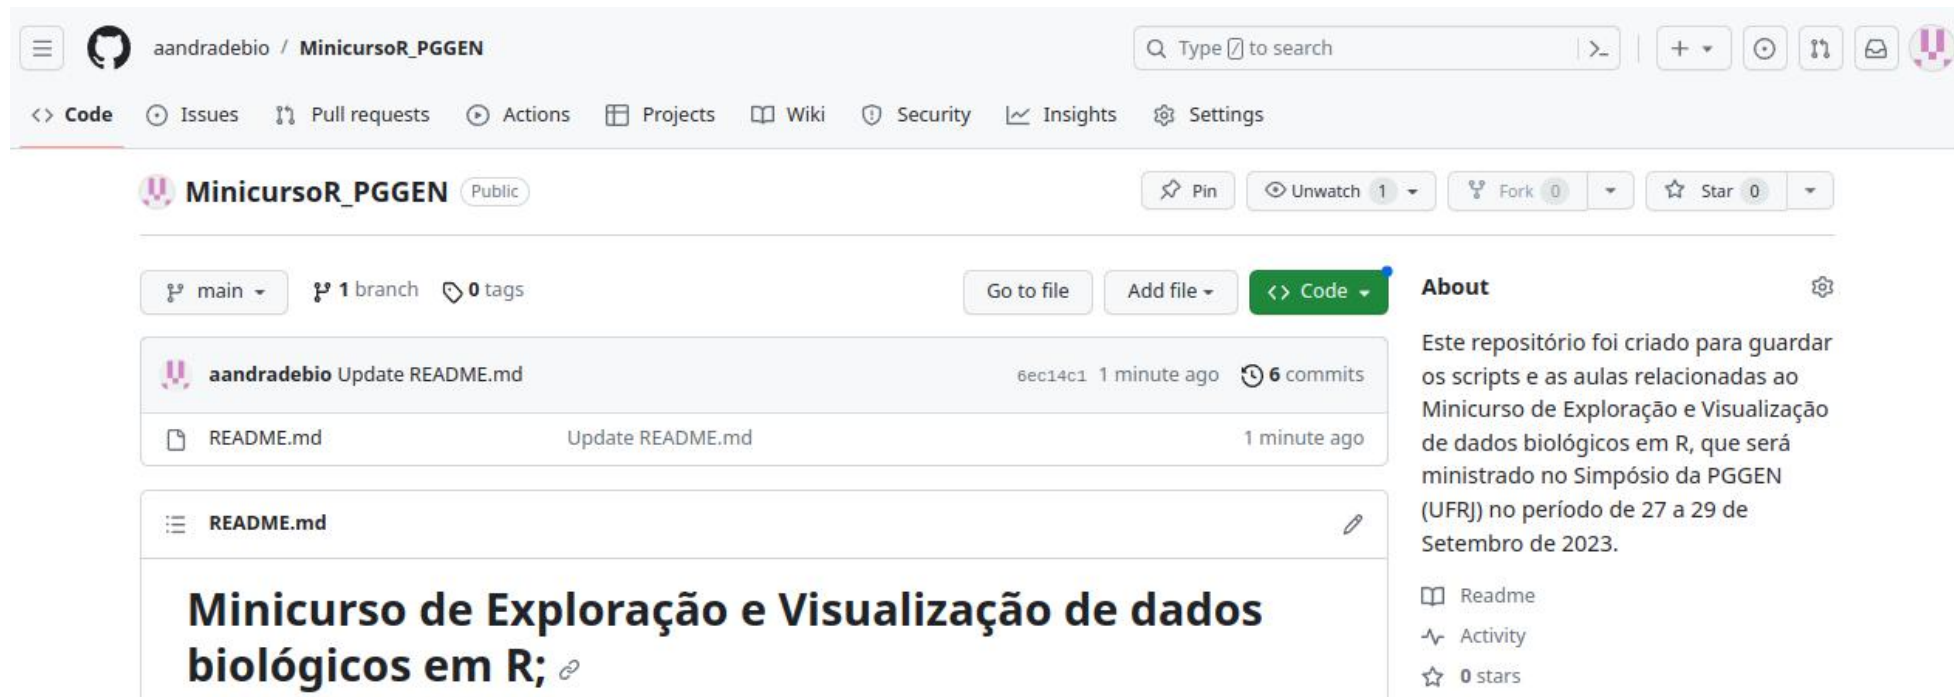 aandradebio / MinicursoR_PGGEN
Type / to search
Code Issues Pull requests Actions Projects Wiki Security Insights Settings
MinicursoR_PGGEN Public
Pin Unwatch 1 Fork 0 Star 0
main 1 branch 0 tags
Go to file Add file <> Code
aandradebio Update README.md 6ec14c1 1 minute ago 6 commits
README.md Update README.md 1 minute ago
README.md
Minicurso de Exploração e Visualização de dados
biológicos em R;
About
Este repositório foi criado para guardar
os scripts e as aulas relacionadas ao
Minicurso de Exploração e Visualização
de dados biológicos em R, que será
ministrado no Simpósio da PGGEN
(UFRJ) no período de 27 a 29 de
Setembro de 2023.
Readme
Activity
0 stars